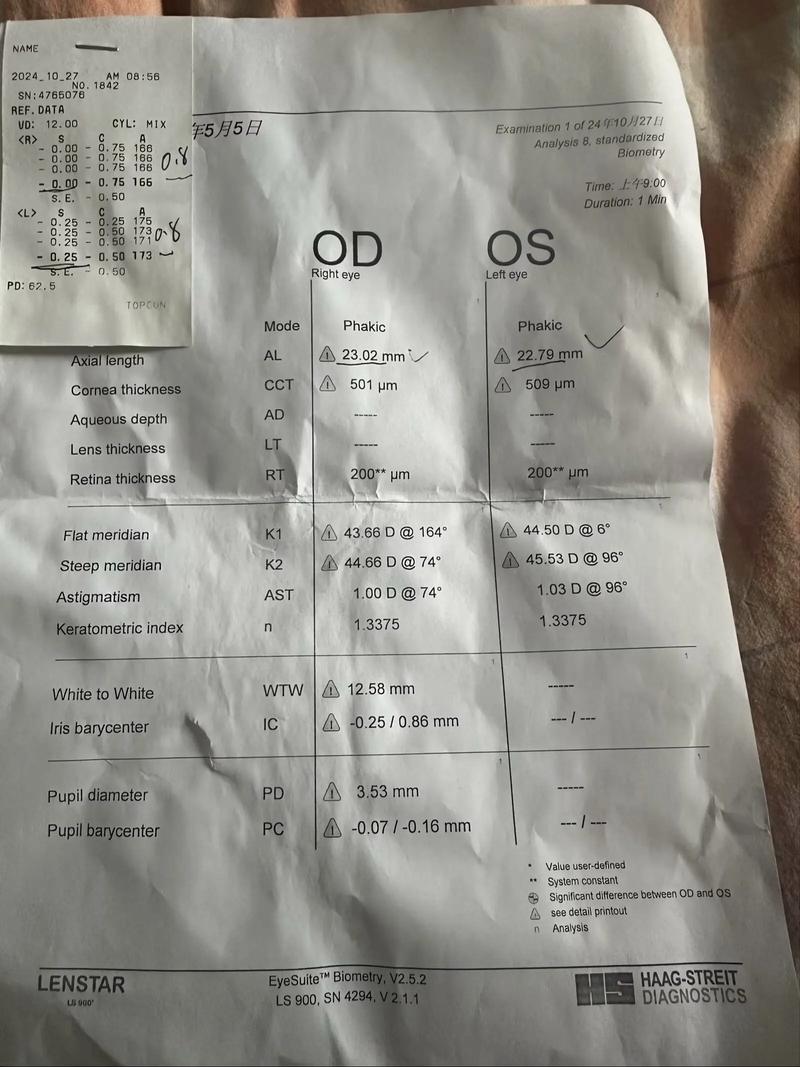 NAME
2024_10_27 AM 08:56
NO. 1842
SN:4765076
REF. DATA
VD: 12.00 CYL: MIX
<R> S C A
- 0.00 - 0.75 166
- 0.00 - 0.75 166
- 0.00 - 0.75 166
- 0.00 - 0.75 166
0.8
S.E. - 0.50
<L> S C A
- 0.25 - 0.25 175
- 0.25 - 0.50 173
- 0.25 - 0.50 171
- 0.25 - 0.50 173
0.8
S.E. - 0.50
PD: 62.5
TOPCON
年5月5日
Examination 1 of 24年10月27日
Analysis 8, standardized
Biometry
Time: 上午9:00
Duration: 1 Min
OD OS
Right eye Left eye
Mode Phakic Phakic
Axial length AL 23.02 mm 22.79 mm
Cornea thickness CCT 501 µm 509 µm
Aqueous depth AD ----- -----
Lens thickness LT ----- -----
Retina thickness RT 200** µm 200** µm
Flat meridian K1 43.66 D @ 164° 44.50 D @ 6°
Steep meridian K2 44.66 D @ 74° 45.53 D @ 96°
Astigmatism AST 1.00 D @ 74° 1.03 D @ 96°
Keratometric index n 1.3375 1.3375
White to White WTW 12.58 mm -----
Iris barycenter IC -0.25 / 0.86 mm --- / ---
Pupil diameter PD 3.53 mm -----
Pupil barycenter PC -0.07 / -0.16 mm --- / ---
* Value user-defined
** System constant
Significant difference between OD and OS
see detail printout
n Analysis
LENSTAR
LS 900®
EyeSuite™ Biometry, V2.5.2
LS 900, SN 4294, V 2.1.1
HS HAAG-STREIT
DIAGNOSTICS